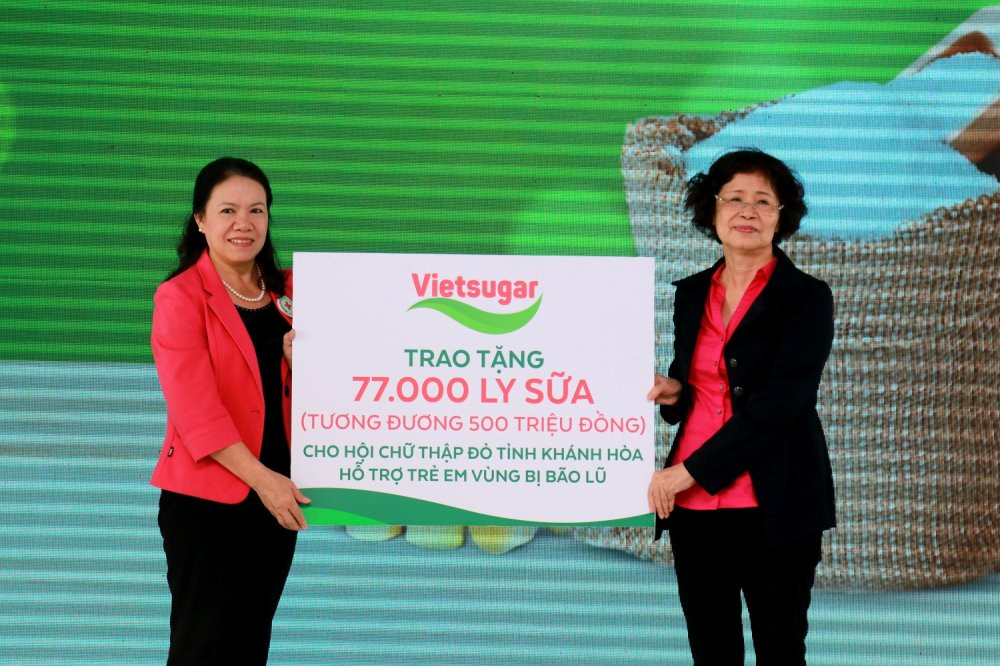 Vietsugar
TRAO TẶNG
77.000 LY SỮA
(TƯƠNG ĐƯƠNG 500 TRIỆU ĐỒNG)
CHO HỘI CHỮ THẬP ĐỎ TỈNH KHÁNH HÒA
HỖ TRỢ TRẺ EM VÙNG BỊ BÃO LŨ